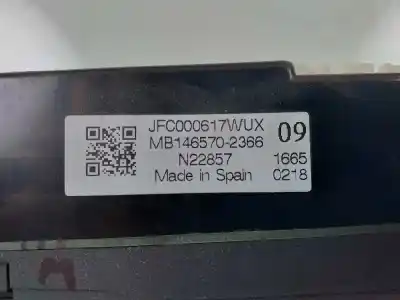 JFC000617WUX 09
MB146570-2366
N22857 1665
Made in Spain 0218